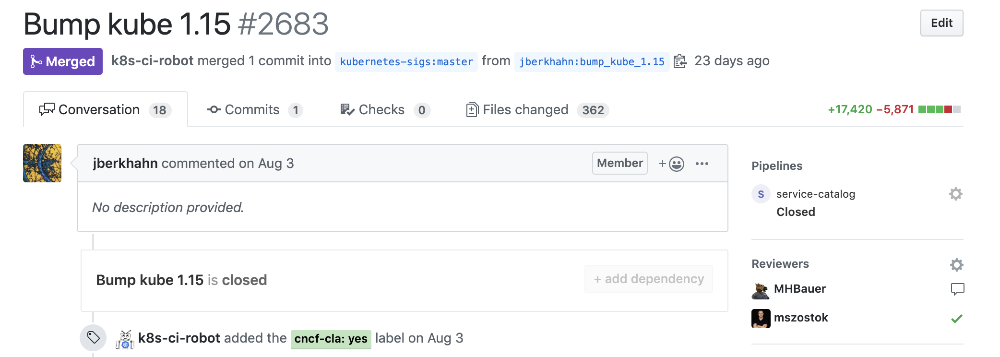 Bump kube 1.15 #2683
Edit
Merged k8s-ci-robot merged 1 commit into kubernetes-sigs:master from jberkhahn:bump_kube_1.15 23 days ago
Conversation 18 Commits 1 Checks 0 Files changed 362 +17,420 −5,871
jberkhahn commented on Aug 3 Member + •••
No description provided.
Bump kube 1.15 is closed + add dependency
k8s-ci-robot added the cncf-cla: yes label on Aug 3
Pipelines
S service-catalog
Closed
Reviewers
MHBauer
mszostok